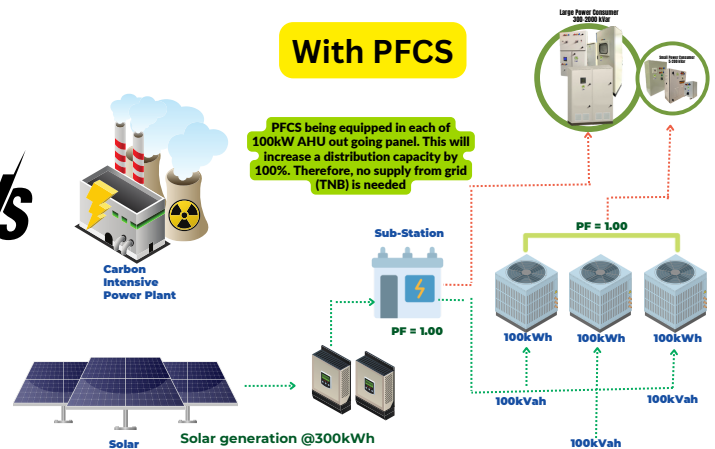 Large Power Consumer
300-2000 kVar
With PFCS
Small Power Consumer
VS
PFCS being equipped in each of
100kW AHU out going panel. This will
increase a distribution capacity by
100%. Therefore, no supply from grid
(TNB) is needed
PF = 1.00
Sub-Station
Carbon
Intensive
Power Plant
PF = 1.00
100kWh
100kWh
100kWh
100kVah
100kVah
Solar generation @300kWh
Solar
100kVah